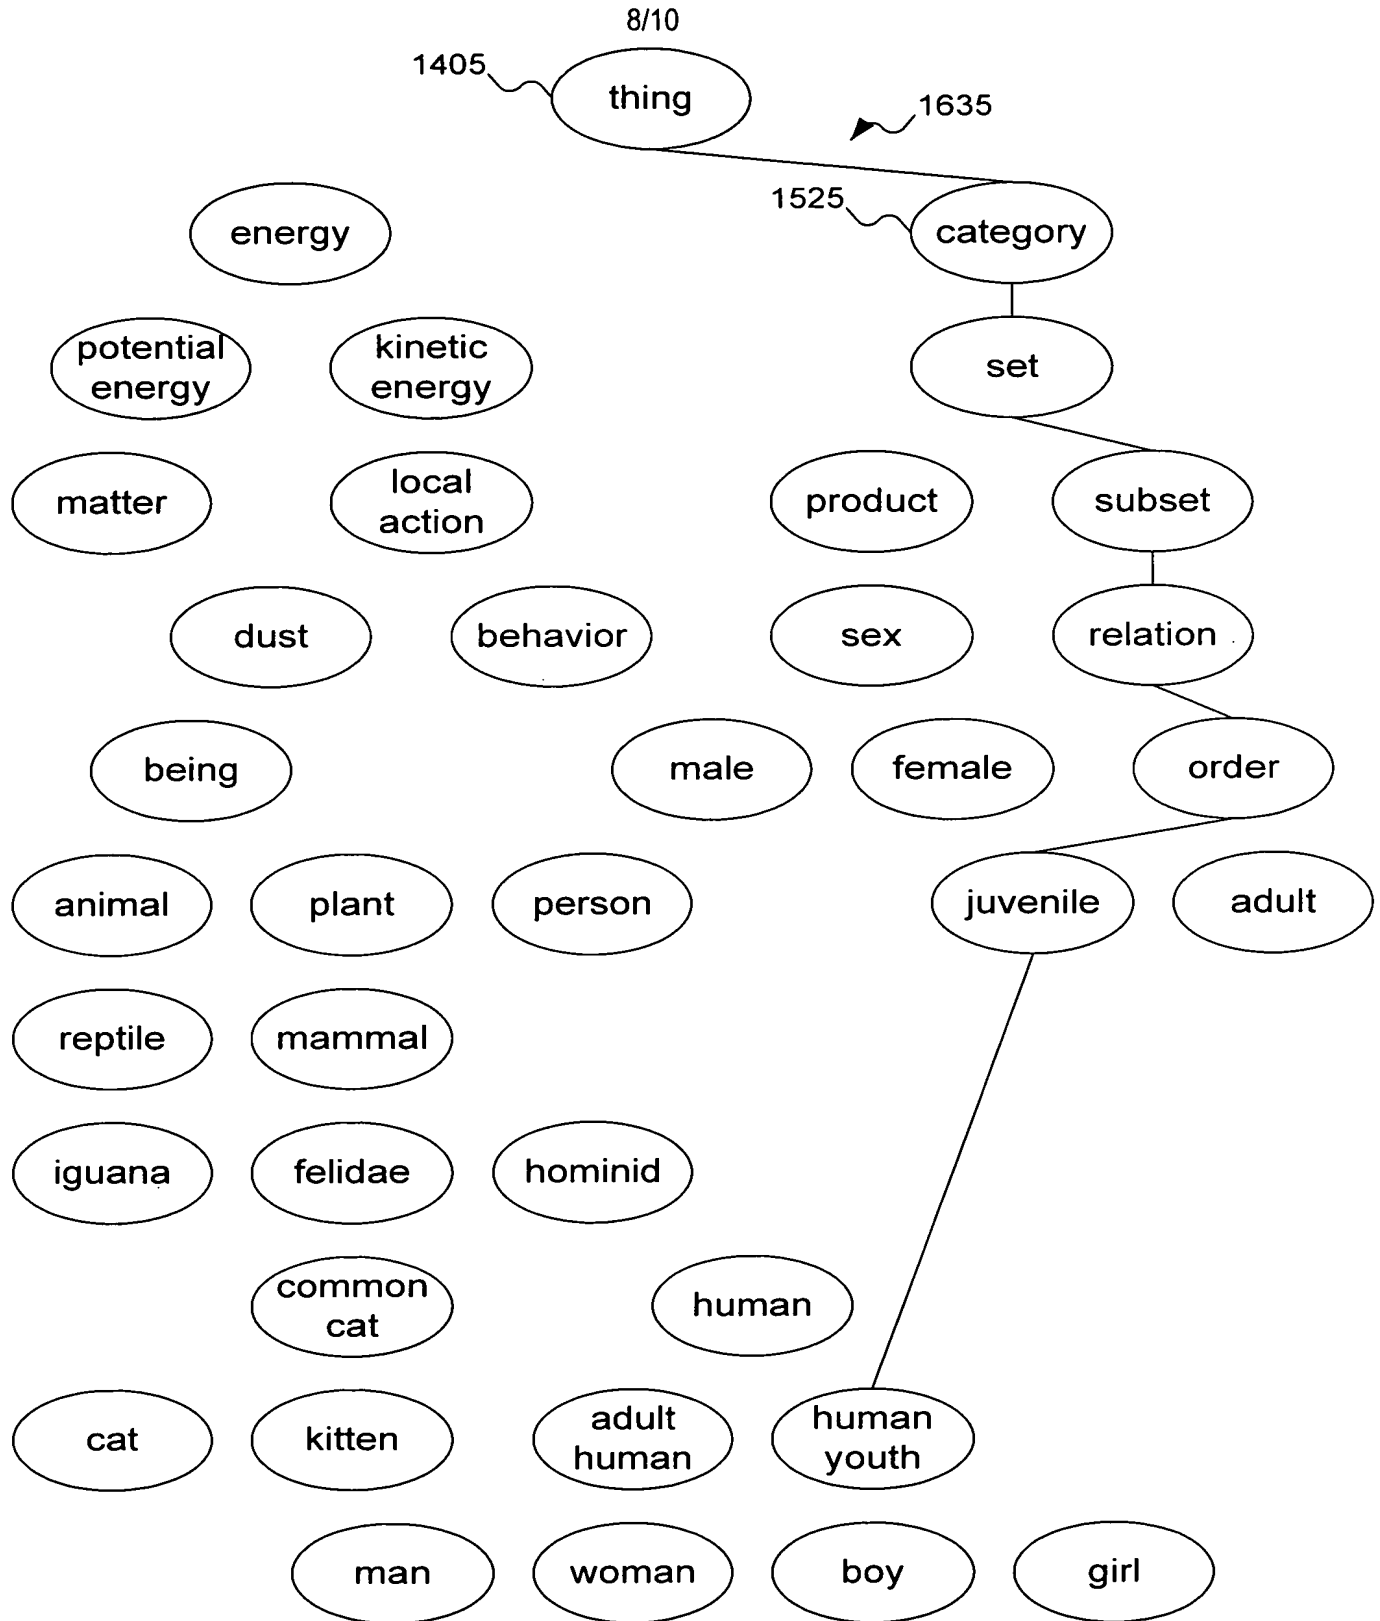 8/10
1405
thing
1635
1525
energy
category
potential
energy
kinetic
energy
set
matter
local
action
product
subset
dust
behavior
sex
relation
being
male
female
order
animal
plant
person
juvenile
adult
reptile
mammal
iguana
felidae
hominid
common
cat
human
cat
kitten
adult
human
human
youth
man
woman
boy
girl